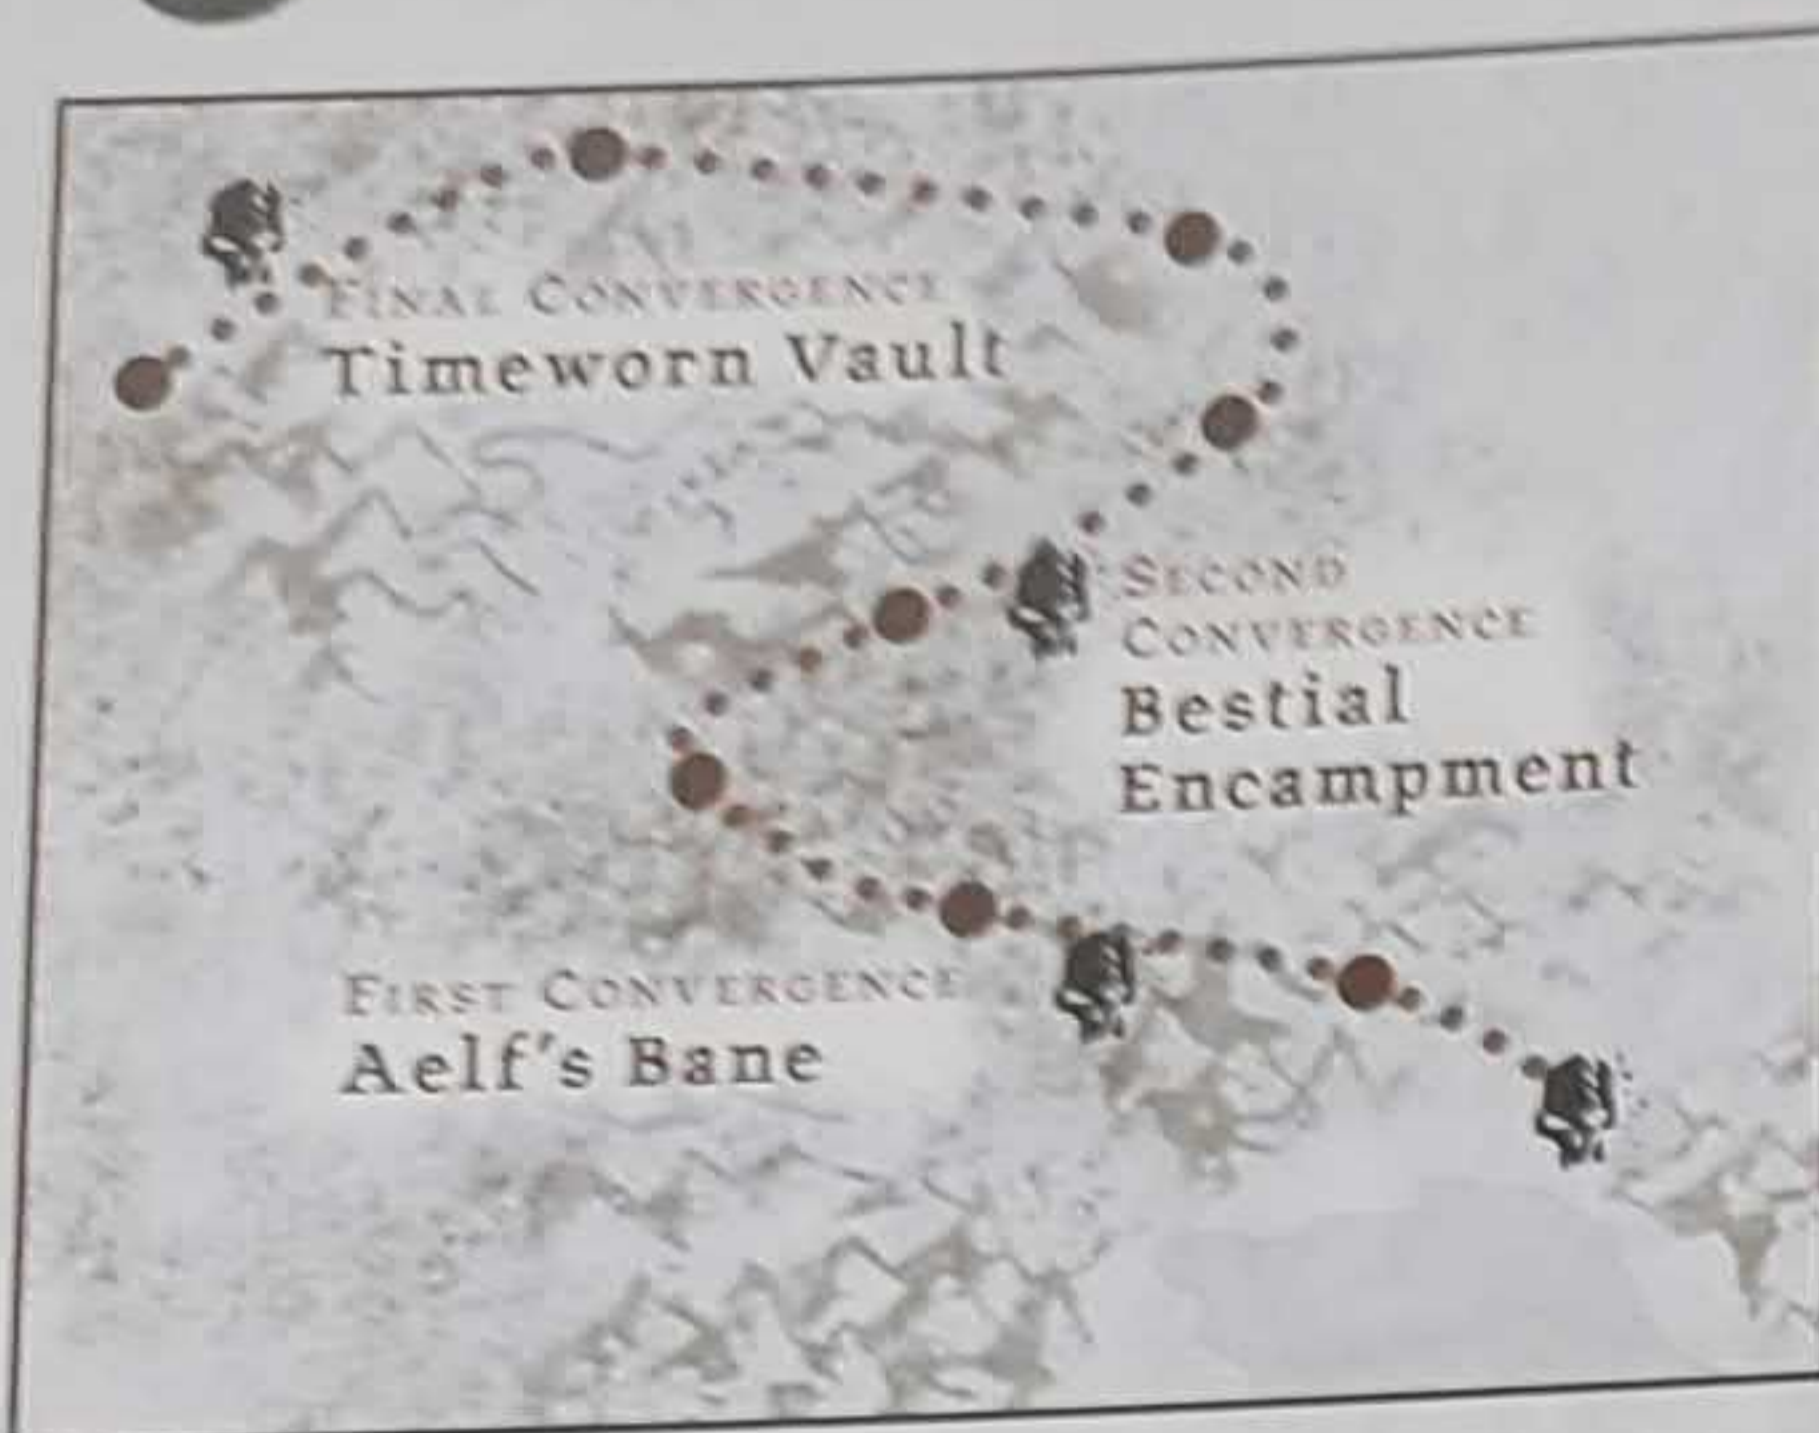 FINAL CONVERGENCE
Timeworn Vault
SECOND
CONVERGENCE
Bestial
Encampment
FIRST CONVERGENCE
Aelf's Bane